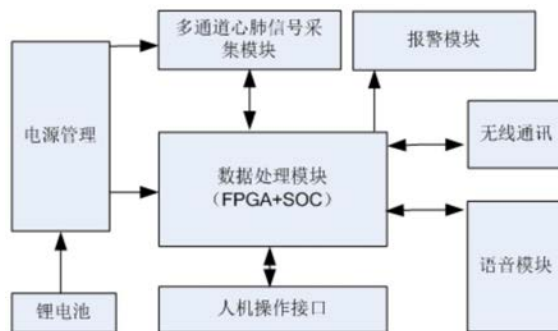 多通道心肺信号采
集模块
报警模块
电源管理
无线通讯
数据处理模块
（FPGA+SOC）
语音模块
锂电池
人机操作接口